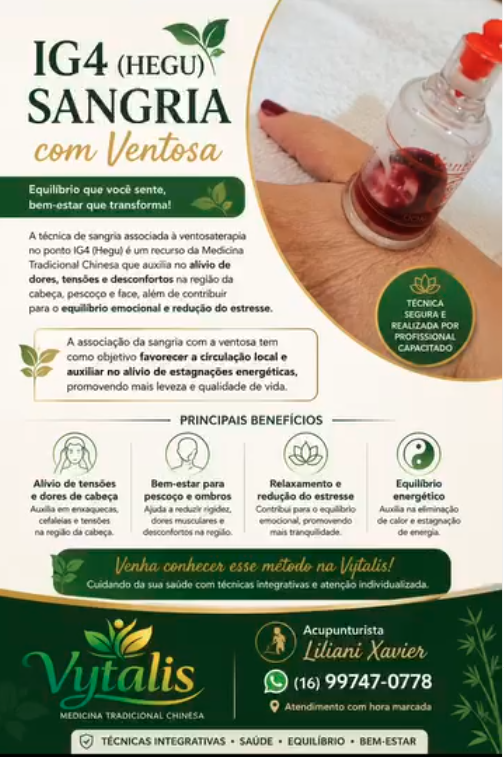 IG4 (HEGU)
SANGRIA
com Ventosa
Equilíbrio que você sente,
bem-estar que transforma!
A técnica de sangria associada à ventosaterapia
no ponto IG4 (Hegu) é um recurso da Medicina
Tradicional Chinesa que auxilia no alívio de
dores, tensões e desconfortos na região da
cabeça, pescoço e face, além de contribuir
para o equilíbrio emocional e redução do estresse.
TÉCNICA
SEGURA E
REALIZADA POR
PROFISSIONAL
CAPACITADO
A associação da sangria com a ventosa tem
como objetivo favorecer a circulação local e
auxiliar no alívio de estagnações energéticas,
promovendo mais leveza e qualidade de vida.
PRINCIPAIS BENEFÍCIOS
Alívio de tensões
e dores de cabeça
Auxilia em enxaquecas,
cefaleias e tensões
na região da cabeça.
Bem-estar para
pescoço e ombros
Ajuda a reduzir rigidez,
dores musculares e
desconfortos na região.
Relaxamento e
redução do estresse
Contribui para o equilíbrio
emocional, promovendo
mais tranquilidade.
Equilíbrio
energético
Auxilia na eliminação
de calor e estagnação
de energia.
Venha conhecer esse método na Vytalis!
Cuidando da sua saúde com técnicas integrativas e atenção individualizada.
Vytalis
MEDICINA TRADICIONAL CHINESA
Acupunturista
Liliani Xavier
(16) 99747-0778
Atendimento com hora marcada
TÉCNICAS INTEGRATIVAS • SAÚDE • EQUILÍBRIO • BEM-ESTAR